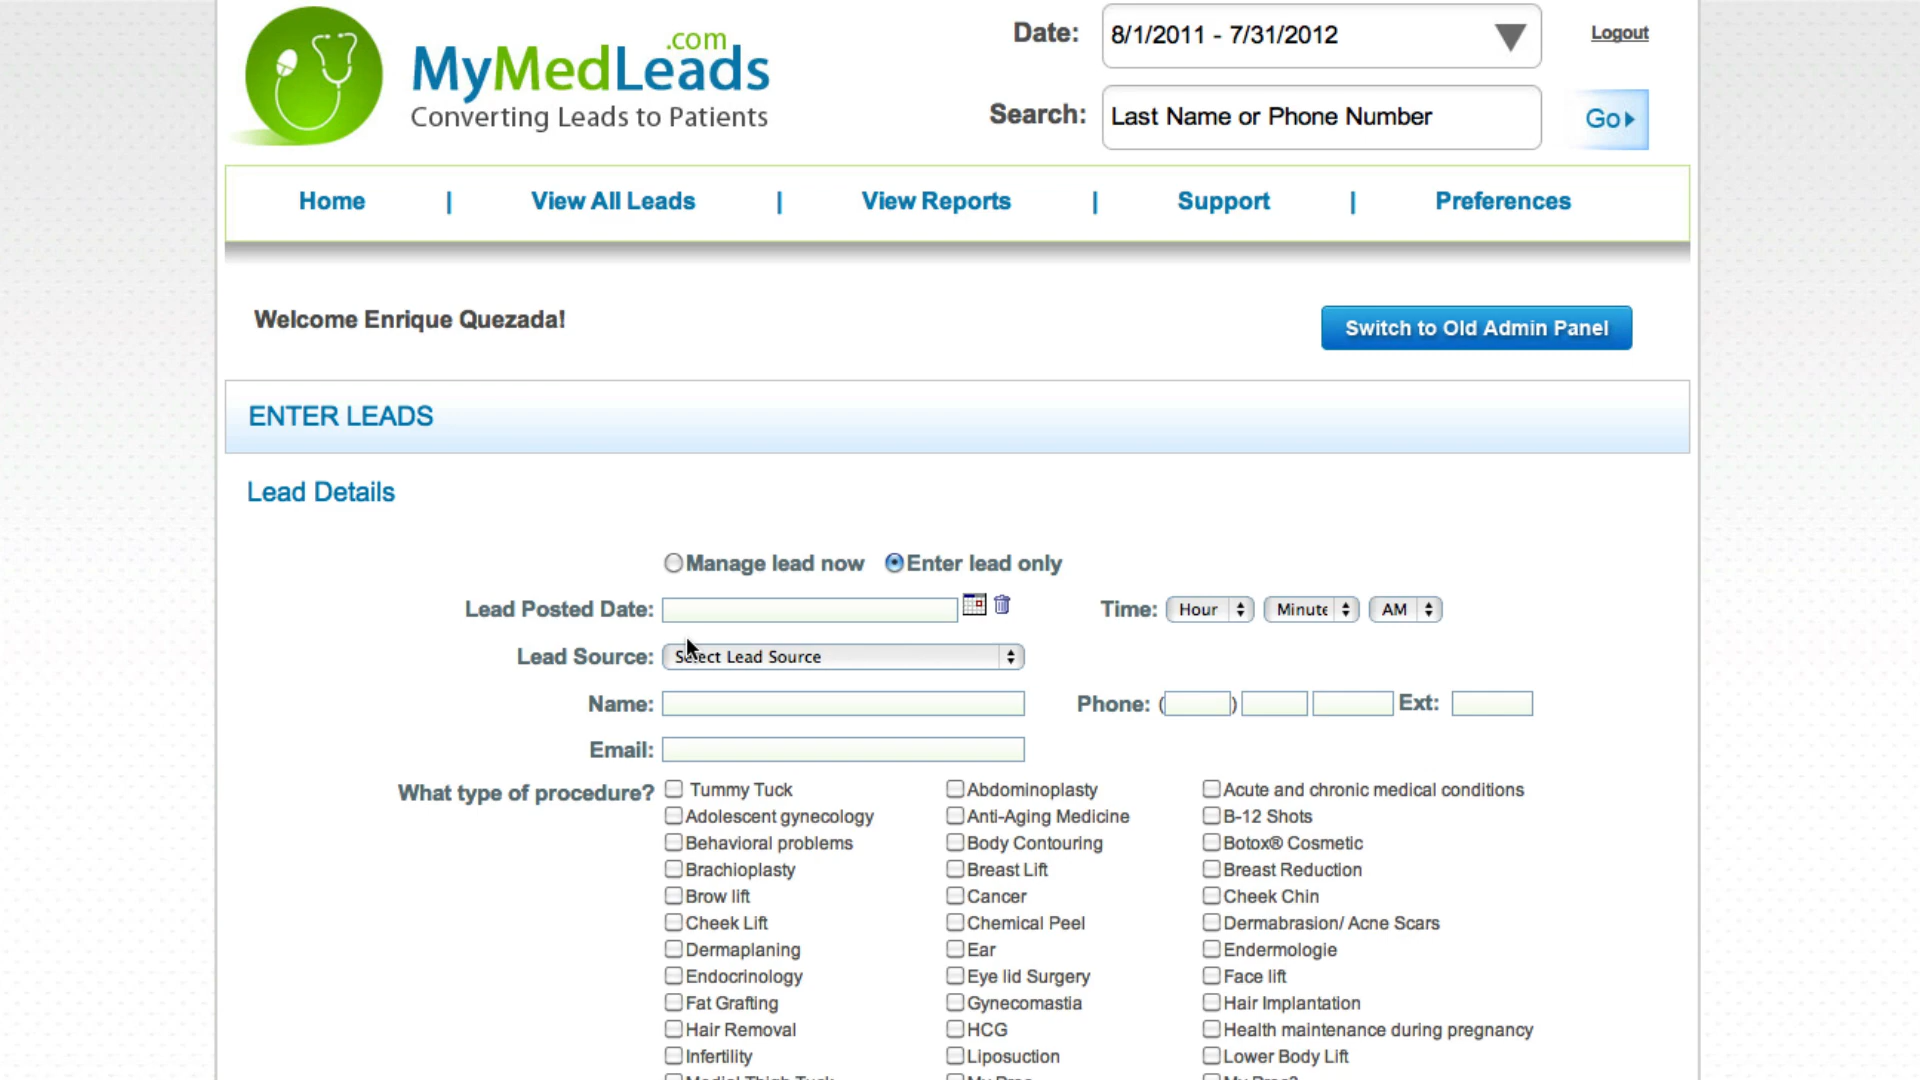 .com
MyMedLeads
Converting Leads to Patients
Date: 8/1/2011 - 7/31/2012 Logout
Search: Last Name or Phone Number Go
Home | View All Leads | View Reports | Support | Preferences
Welcome Enrique Quezada!
Switch to Old Admin Panel
ENTER LEADS
Lead Details
Manage lead now Enter lead only
Lead Posted Date: Time: Hour Minute AM
Lead Source: Select Lead Source
Name: Phone: ( ) Ext:
Email:
What type of procedure? Tummy Tuck Abdominoplasty Acute and chronic medical conditions
Adolescent gynecology Anti-Aging Medicine B-12 Shots
Behavioral problems Body Contouring Botox® Cosmetic
Brachioplasty Breast Lift Breast Reduction
Brow lift Cancer Cheek Chin
Cheek Lift Chemical Peel Dermabrasion/ Acne Scars
Dermaplaning Ear Endermologie
Endocrinology Eye lid Surgery Face lift
Fat Grafting Gynecomastia Hair Implantation
Hair Removal HCG Health maintenance during pregnancy
Infertility Liposuction Lower Body Lift